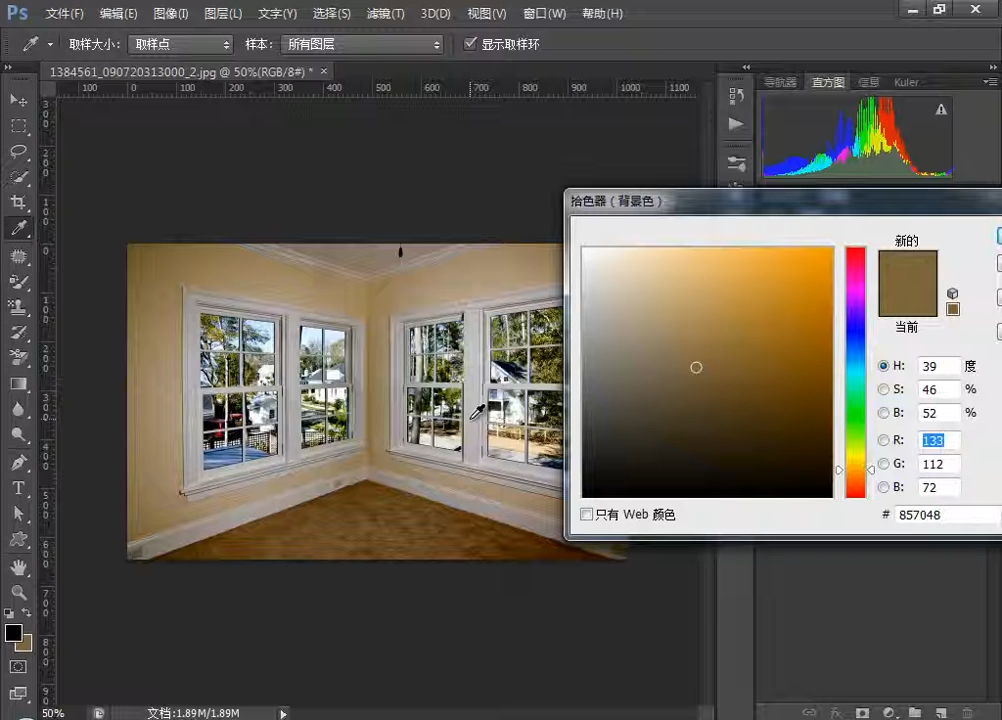 Ps 文件(F) 编辑(E) 图像(I) 图层(L) 文字(Y) 选择(S) 滤镜(T) 3D(D) 视图(V) 窗口(W) 帮助(H)
取样大小: 取样点 样本: 所有图层 显示取样环
1384561_090720313000_2.jpg @ 50%(RGB/8#) * ×
导航器 直方图 信息 Kuler
100 0 100 200 300 400 500 600 700 800 900 1000 1100
拾色器（背景色）
新的
当前
H: 39 度
S: 46 %
B: 52 %
R: 133
G: 112
B: 72
只有 Web 颜色
# 857048
50% 文档:1.89M/1.89M